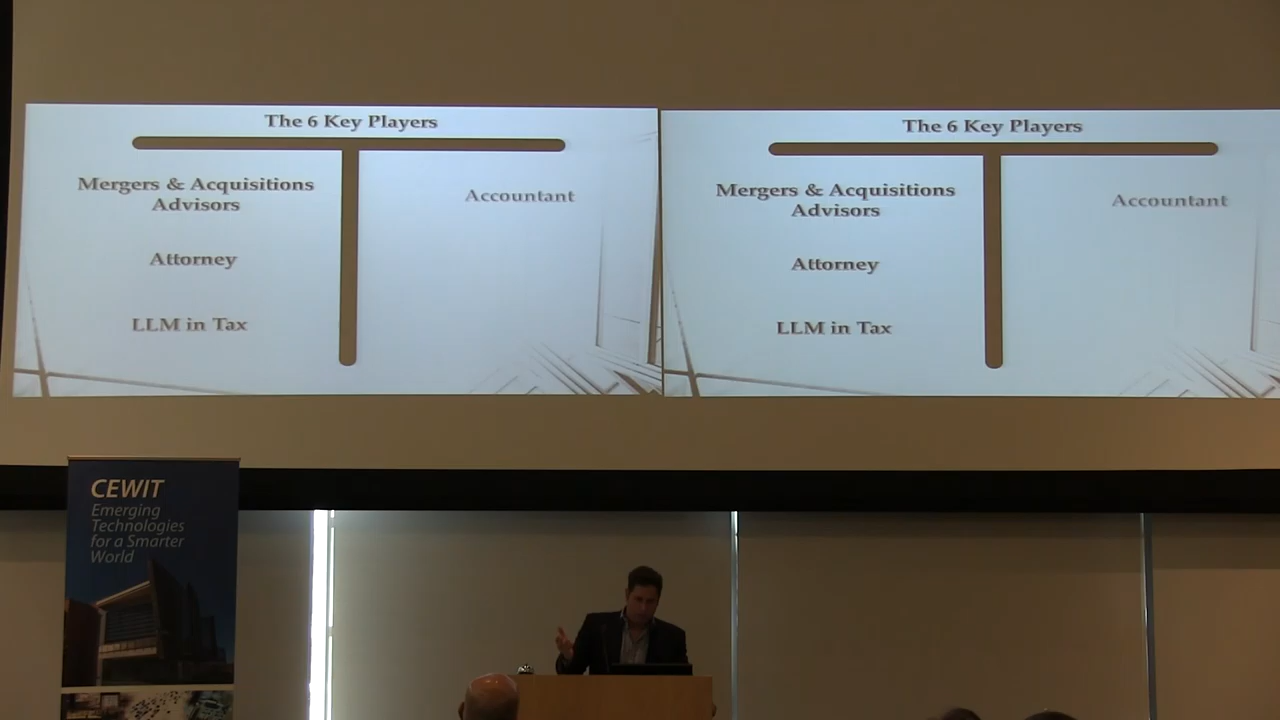 The 6 Key Players
Mergers & Acquisitions
Advisors
Accountant
Attorney
LLM in Tax
The 6 Key Players
Mergers & Acquisitions
Advisors
Accountant
Attorney
LLM in Tax
CEWIT
Emerging
Technologies
for a Smarter
World